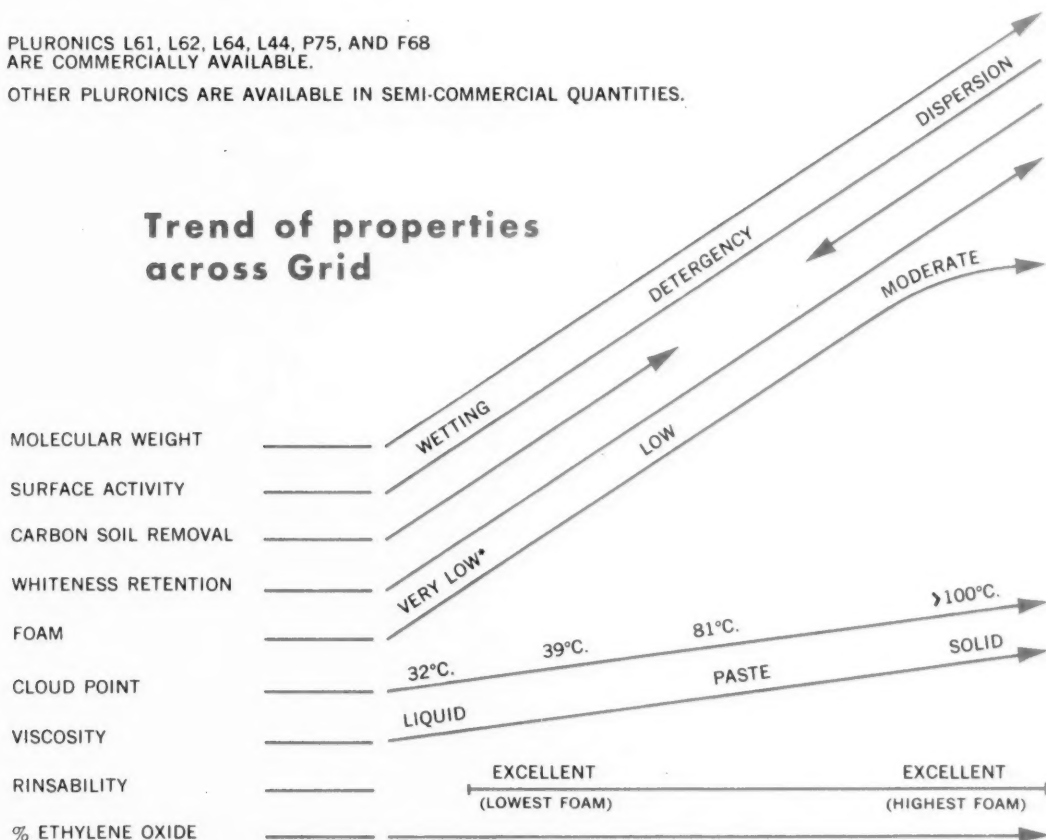 PLURONICS L61, L62, L64, L44, P75, AND F68
ARE COMMERCIALLY AVAILABLE.
OTHER PLURONICS ARE AVAILABLE IN SEMI-COMMERCIAL QUANTITIES.
Trend of properties
across Grid
DISPERSION
DETERGENCY
MODERATE
WETTING
LOW
VERY LOW*
MOLECULAR WEIGHT
SURFACE ACTIVITY
CARBON SOIL REMOVAL
WHITENESS RETENTION
FOAM
CLOUD POINT
32°C. 39°C. 81°C. >100°C.
VISCOSITY
LIQUID PASTE SOLID
RINSABILITY
EXCELLENT EXCELLENT
(LOWEST FOAM) (HIGHEST FOAM)
% ETHYLENE OXIDE